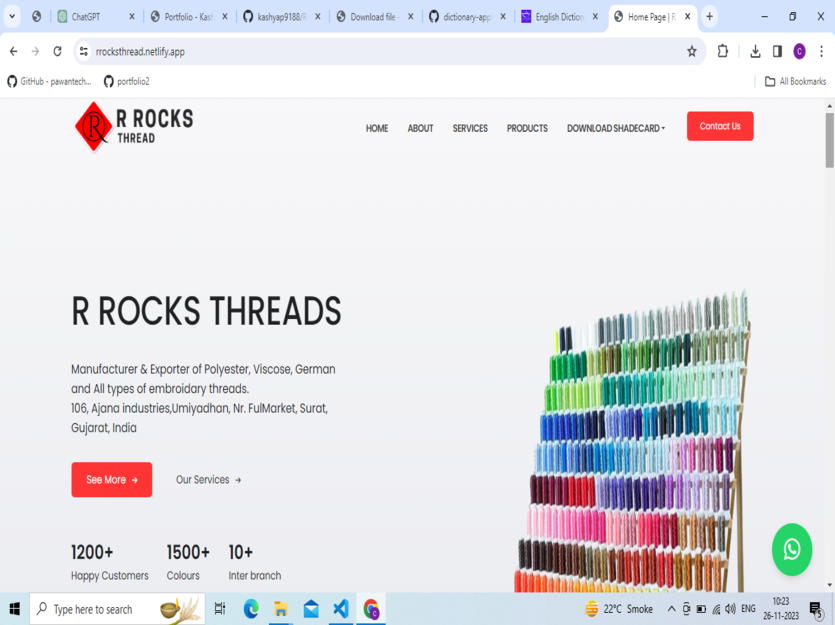 ChatGPT
Portfolio - Kash
kashyap9188/R
Download file -
dictionary-app
English Diction
Home Page | R
rrocksthread.netlify.app
C
GitHub - pawantech...
portfolio2
All Bookmarks
R ROCKS
THREAD
HOME
ABOUT
SERVICES
PRODUCTS
DOWNLOAD SHADECARD
Contact Us
R ROCKS THREADS
Manufacturer & Exporter of Polyester, Viscose, German
and All types of embroidary threads.
106, Ajana industries,Umiyadhan, Nr. FulMarket, Surat,
Gujarat, India
See More →
Our Services →
1200+
Happy Customers
1500+
Colours
10+
Inter branch
Type here to search
22°C Smoke
ENG
10:23
26-11-2023
5